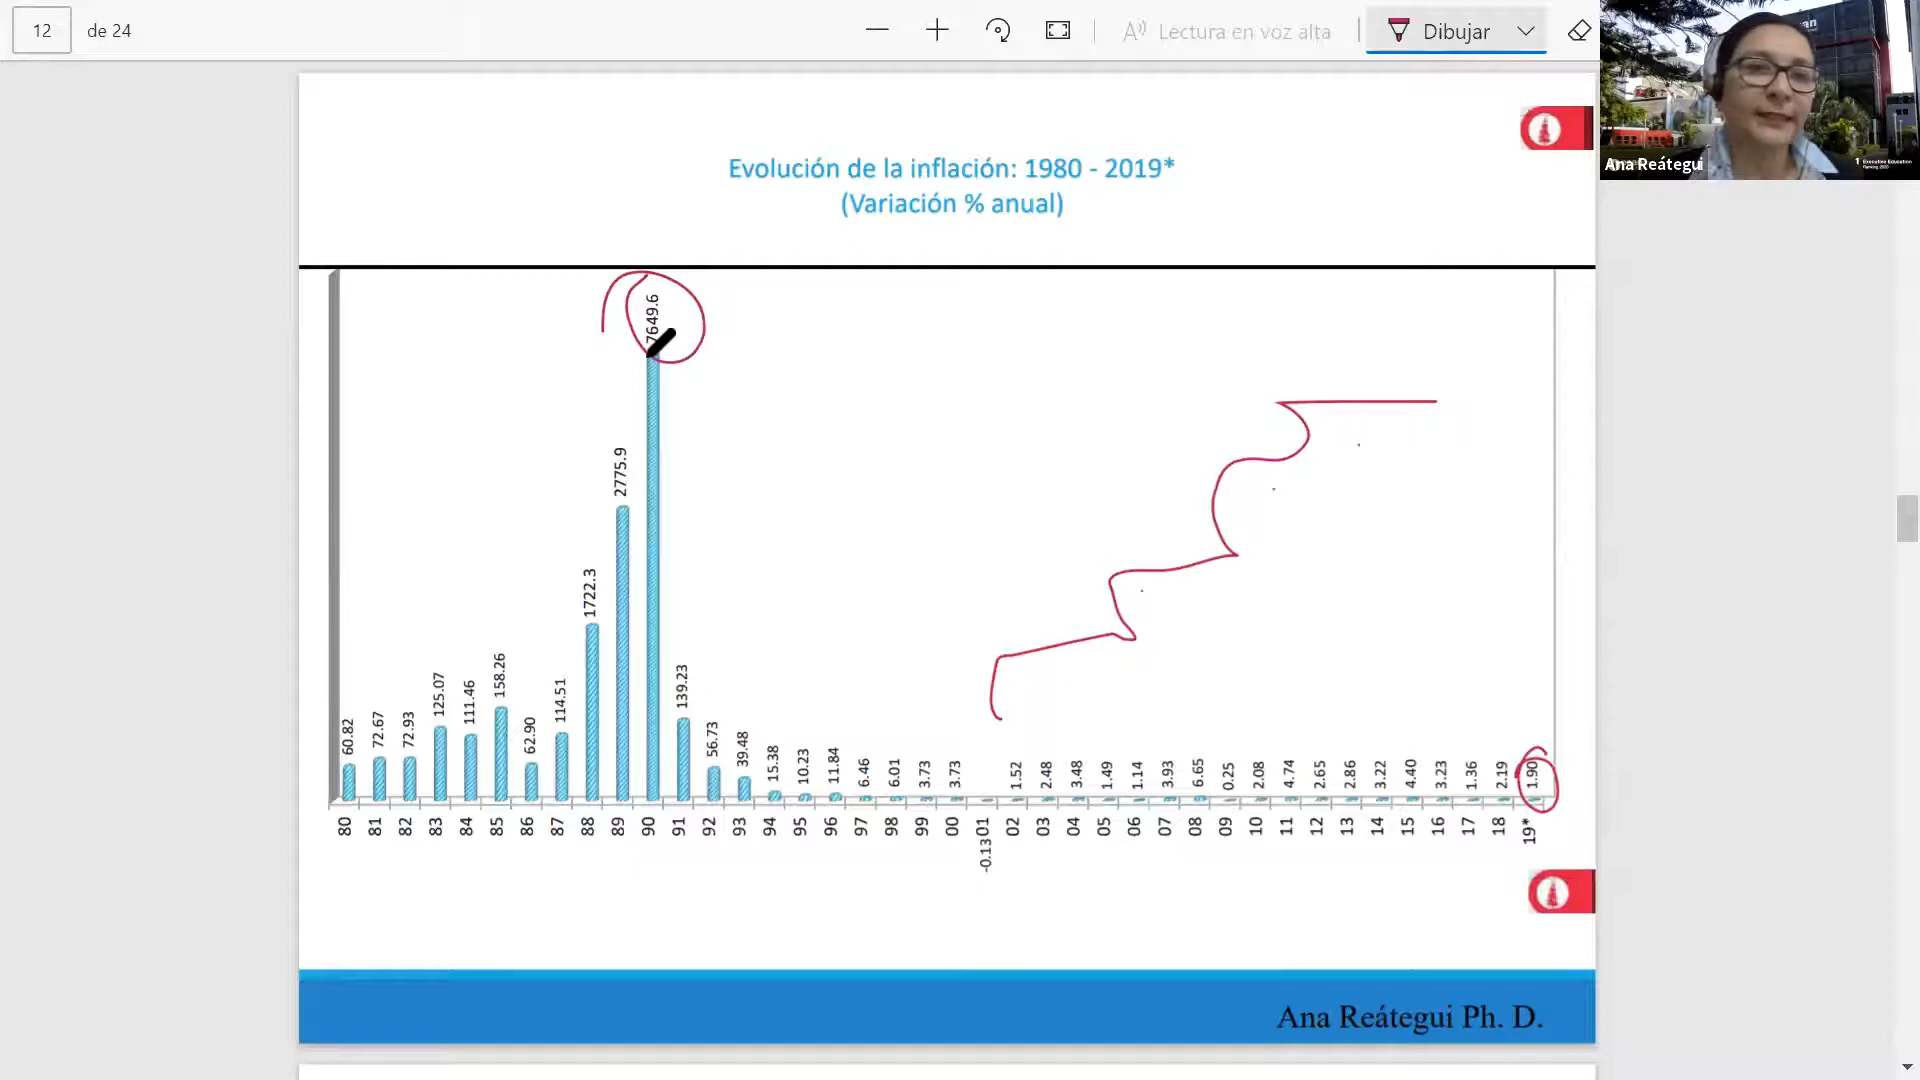 12 de 24
Lectura en voz alta
Dibujar
an
Ana Reátegui
1 Executive Education
Ranking 2020
Evolución de la inflación: 1980 - 2019*
(Variación % anual)
60.82 72.67 72.93 125.07 111.46 158.26 62.90 114.51 1722.3 2775.9 7649.6 139.23 56.73 39.48 15.38 10.23 11.84 6.46 6.01 3.73 3.73 1.52 2.48 3.48 1.49 1.14 3.93 6.65 0.25 2.08 4.74 2.65 2.86 3.22 4.40 3.23 1.36 2.19 1.90
80 81 82 83 84 85 86 87 88 89 90 91 92 93 94 95 96 97 98 99 00 01 02 03 04 05 06 07 08 09 10 11 12 13 14 15 16 17 18 19*
-0.13
Ana Reátegui Ph. D.